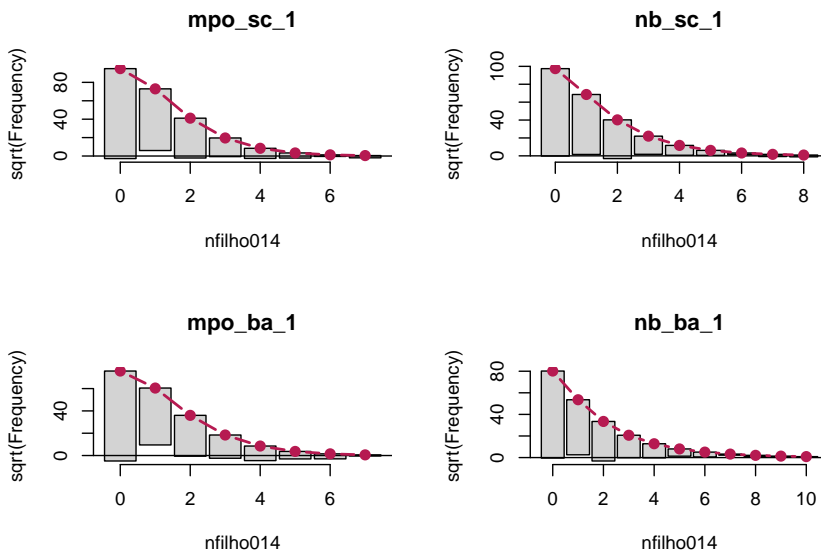 mpo_sc_1
sqrt(Frequency)
0 40 80
0 2 4 6
nfilho014
nb_sc_1
sqrt(Frequency)
0 40 100
0 2 4 6 8
nfilho014
mpo_ba_1
sqrt(Frequency)
0 40
0 2 4 6
nfilho014
nb_ba_1
sqrt(Frequency)
0 40 80
0 2 4 6 8 10
nfilho014